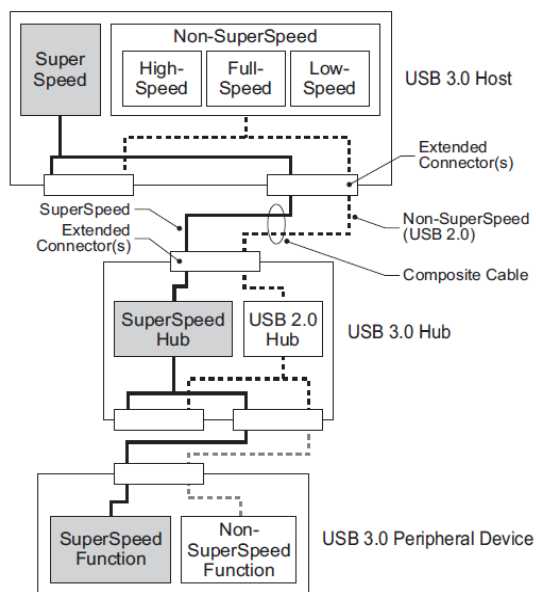 Super
Speed
Non-SuperSpeed
High-
Speed
Full-
Speed
Low-
Speed
USB 3.0 Host
Extended
Connector(s)
SuperSpeed
Extended
Connector(s)
Non-SuperSpeed
(USB 2.0)
Composite Cable
SuperSpeed
Hub
USB 2.0
Hub
USB 3.0 Hub
SuperSpeed
Function
Non-
SuperSpeed
Function
USB 3.0 Peripheral Device